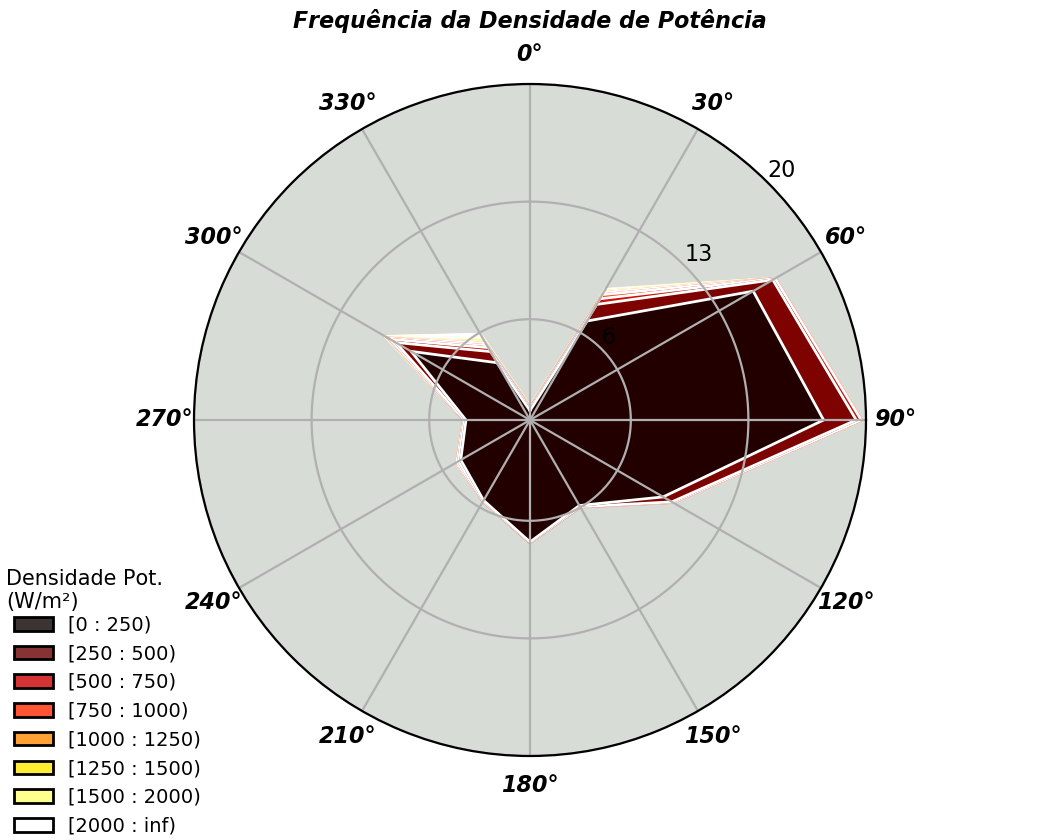 Frequência da Densidade de Potência
0°
330°
30°
20
300°
60°
13
6
270°
90°
240°
120°
210°
150°
180°
Densidade Pot.
(W/m²)
[0 : 250)
[250 : 500)
[500 : 750)
[750 : 1000)
[1000 : 1250)
[1250 : 1500)
[1500 : 2000)
[2000 : inf)